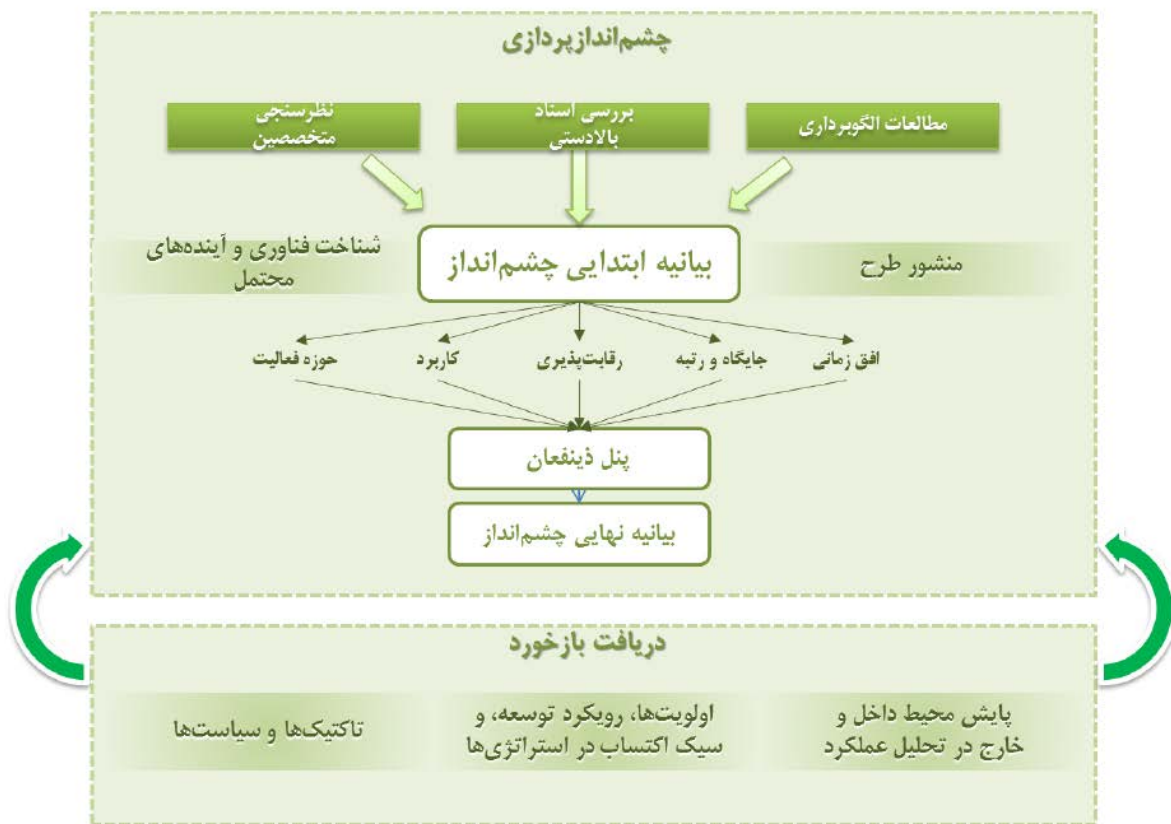 چشم‌اندازپردازی
مطالعات الگوبرداری
بررسی اسناد
بالادستی
نظرسنجی
متخصصین
منشور طرح
بیانیه ابتدایی چشم‌انداز
شناخت فناوری و آینده‌های
محتمل
افق زمانی
جایگاه و رتبه
رقابت‌پذیری
کاربرد
حوزه فعالیت
پنل ذینفعان
بیانیه نهایی چشم‌انداز
دریافت بازخورد
پایش محیط داخل و
خارج در تحلیل عملکرد
اولویت‌ها، رویکرد توسعه، و
سبک اکتساب در استراتژی‌ها
تاکتیک‌ها و سیاست‌ها